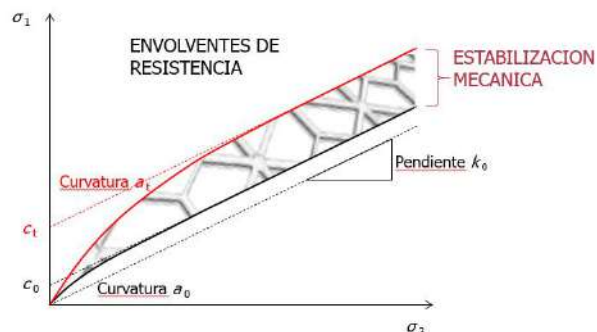 σ₁
ENVOLVENTES DE
RESISTENCIA
ESTABILIZACION
MECANICA
Pendiente k₀
Curvatura aₜ
cₜ
c₀
Curvatura a₀
σ₃